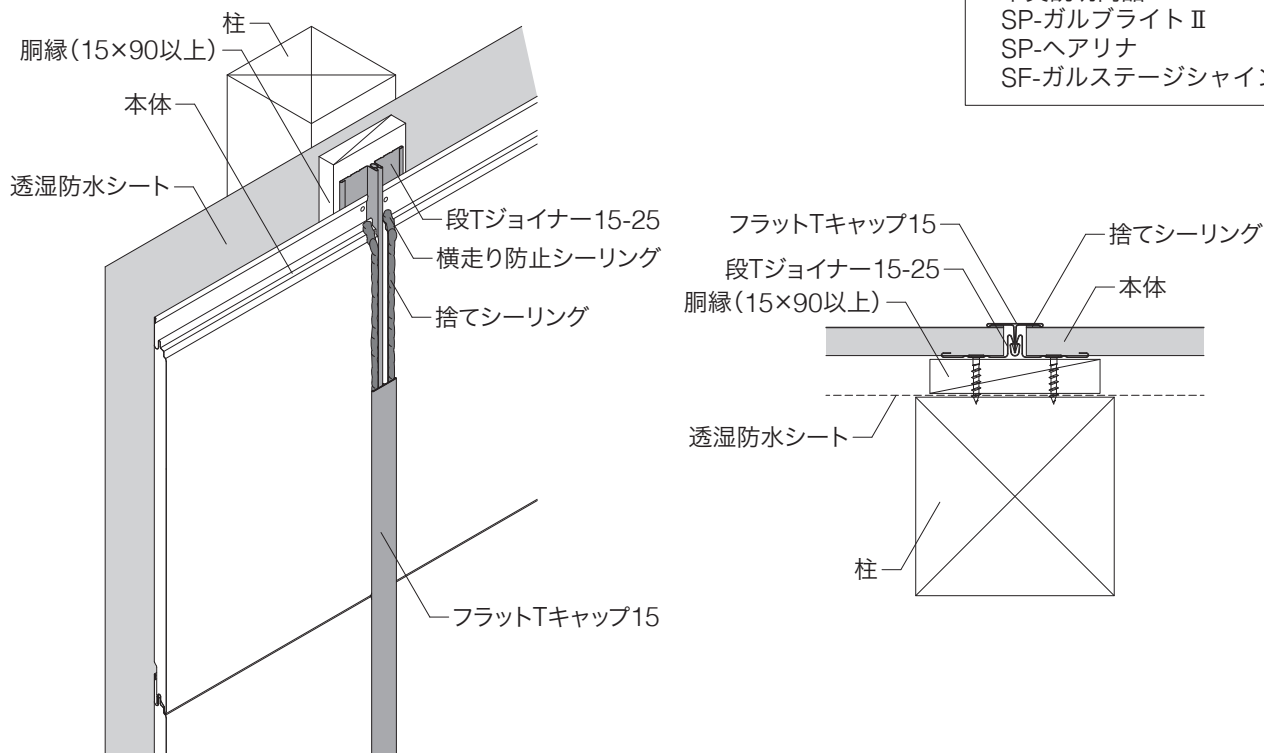 SP-ガルブライトⅡ
SP-ヘアリナ
柱
胴縁(15×90以上)
本体
透湿防水シート
段Tジョイナー15-25
横走り防止シーリング
捨てシーリング
フラットTキャップ15
フラットTキャップ15
段Tジョイナー15-25
胴縁(15×90以上)
捨てシーリング
本体
透湿防水シート
柱